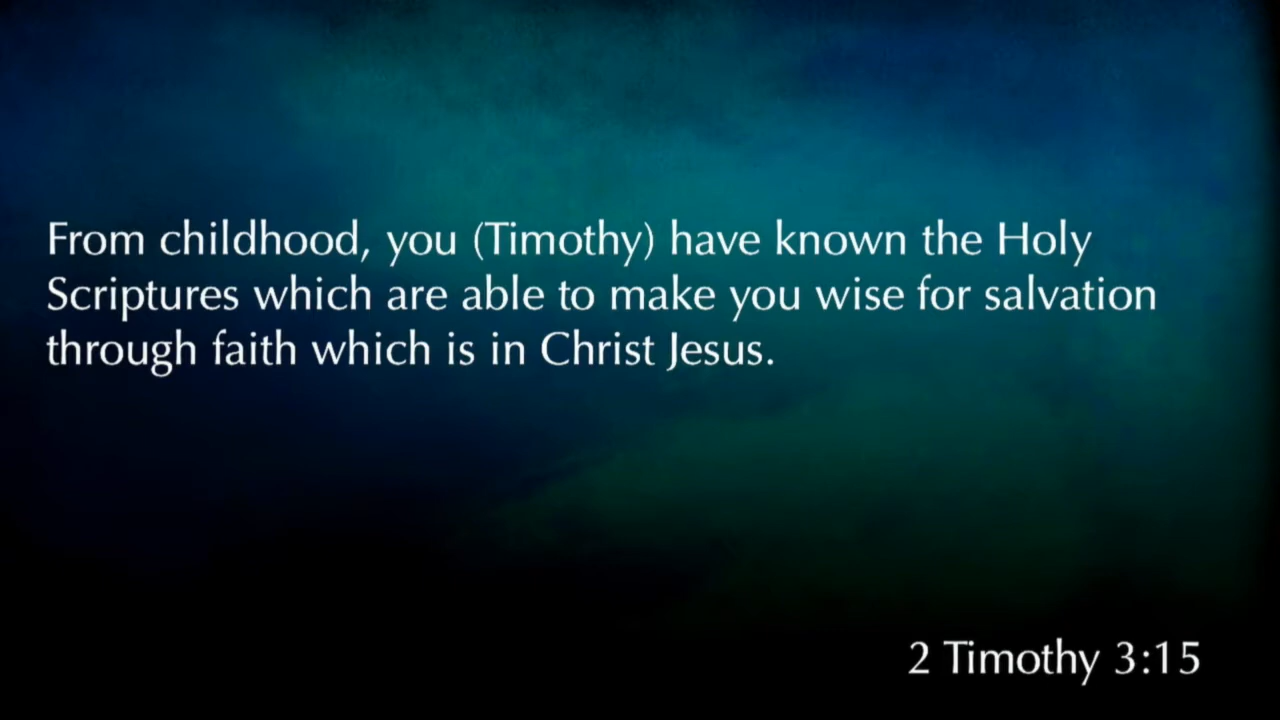 From childhood, you (Timothy) have known the Holy
Scriptures which are able to make you wise for salvation
through faith which is in Christ Jesus.
2 Timothy 3:15